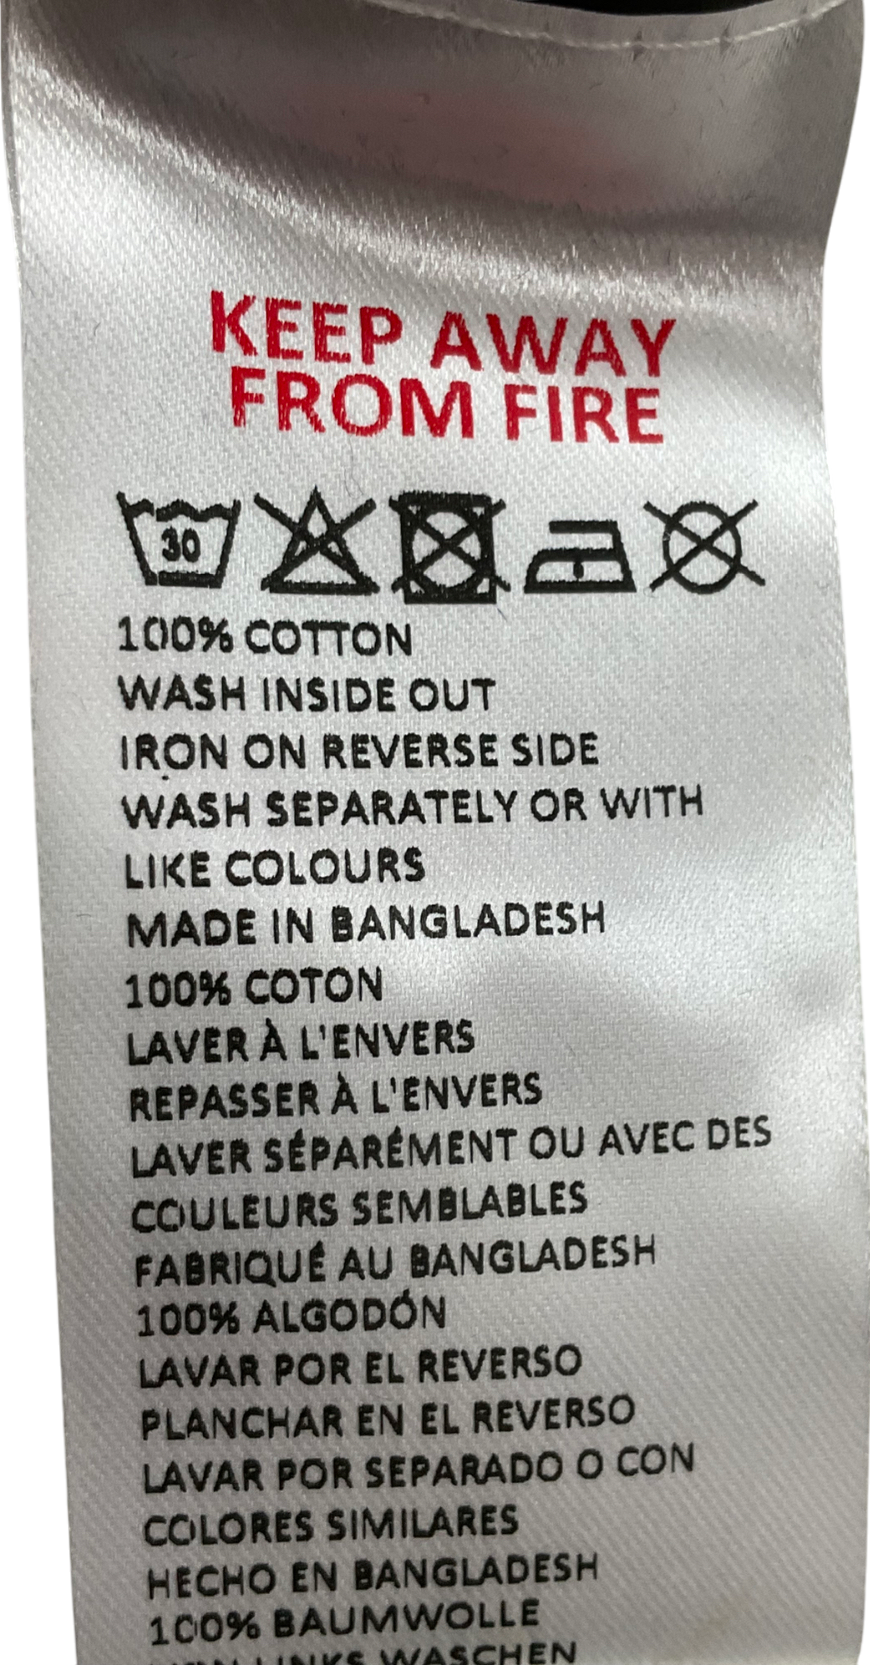 KEEP AWAY
FROM FIRE
30
100% COTTON
WASH INSIDE OUT
IRON ON REVERSE SIDE
WASH SEPARATELY OR WITH
LIKE COLOURS
MADE IN BANGLADESH
100% COTON
LAVER À L'ENVERS
REPASSER À L'ENVERS
LAVER SÉPARÉMENT OU AVEC DES
COULEURS SEMBLABLES
FABRIQUÉ AU BANGLADESH
100% ALGODÓN
LAVAR POR EL REVERSO
PLANCHAR EN EL REVERSO
LAVAR POR SEPARADO O CON
COLORES SIMILARES
HECHO EN BANGLADESH
100% BAUMWOLLE
LINKS WASCHEN